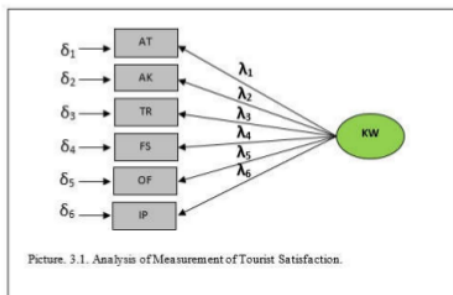 δ₁ AT λ₁
δ₂ AK λ₂
δ₃ TR λ₃ KW
δ₄ FS λ₄
δ₅ OF λ₅
δ₆ IP λ₆
Picture. 3.1. Analysis of Measurement of Tourist Satisfaction.